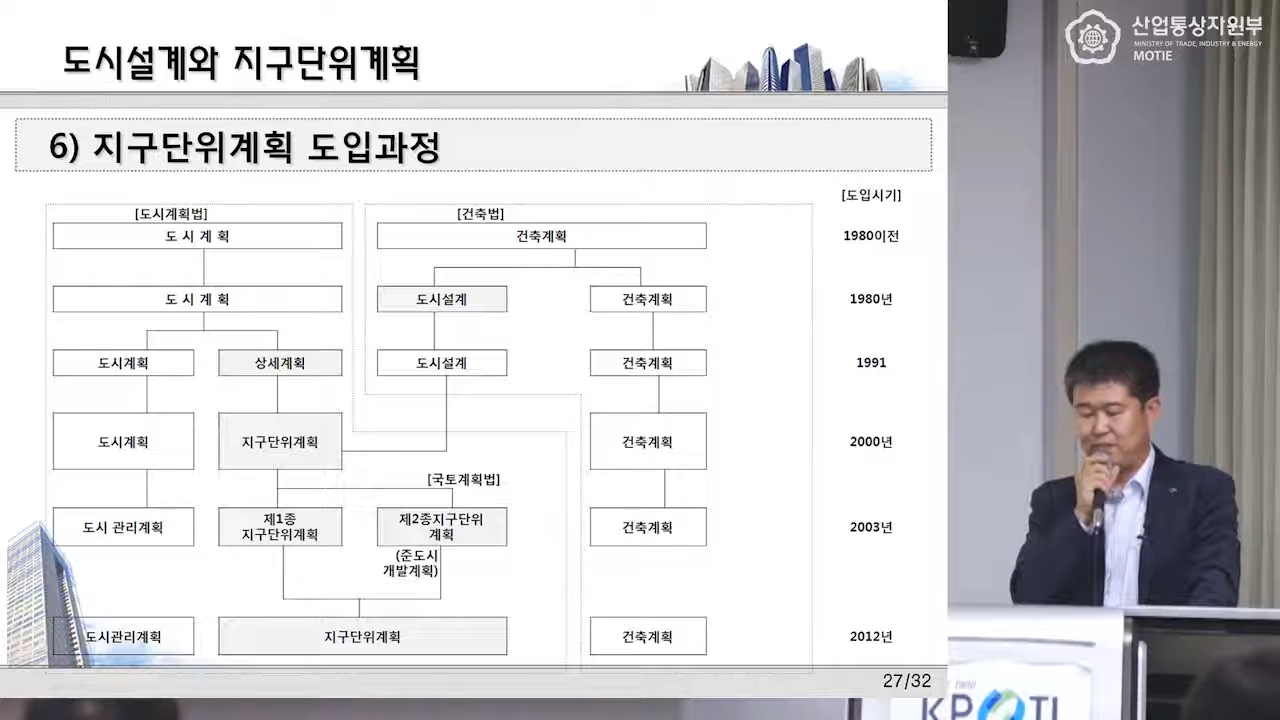 도시설계와 지구단위계획
산업통상자원부
MINISTRY OF TRADE, INDUSTRY & ENERGY
MOTIE
6) 지구단위계획 도입과정
[도입시기]
[도시계획법]
[건축법]
도 시 계 획
건축계획
1980이전
도 시 계 획
도시설계
건축계획
1980년
도시계획
상세계획
도시설계
건축계획
1991
도시계획
지구단위계획
건축계획
2000년
[국토계획법]
도시 관리계획
제1종
지구단위계획
제2종지구단위
계획
건축계획
2003년
(준도시
개발계획)
도시관리계획
지구단위계획
건축계획
2012년
27/32